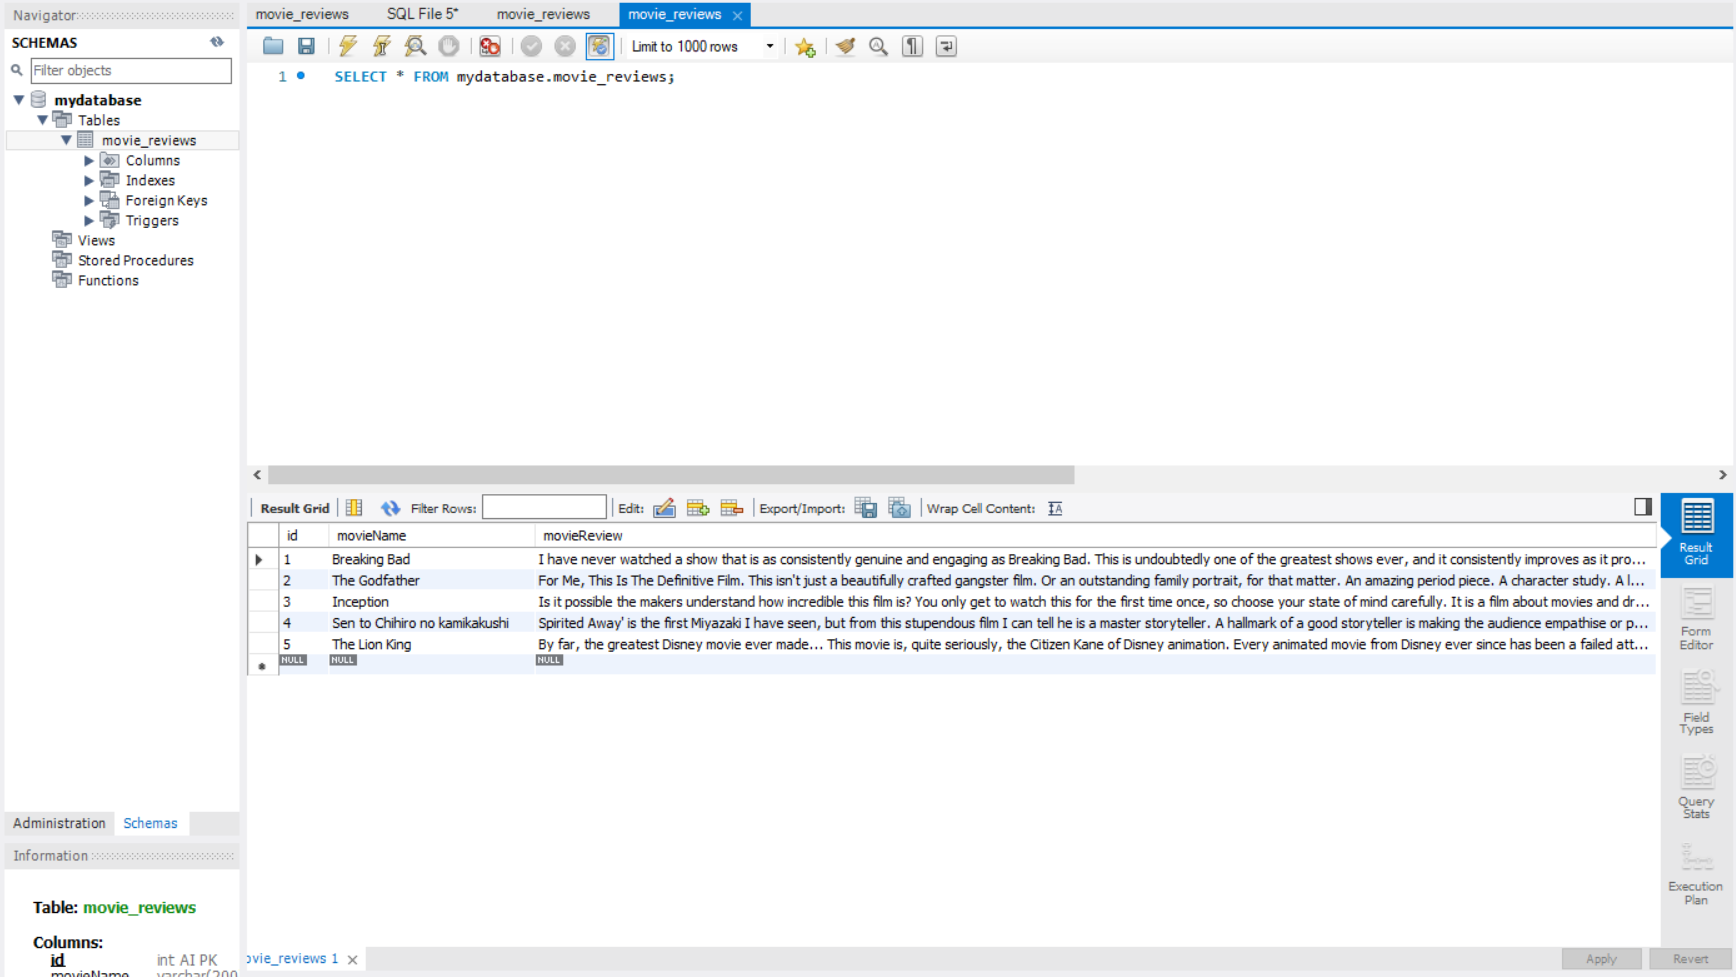 Navigator
SCHEMAS
Filter objects
mydatabase
Tables
movie_reviews
Columns
Indexes
Foreign Keys
Triggers
Views
Stored Procedures
Functions
Administration Schemas
Information
Table: movie_reviews
Columns:
id int AI PK
movieName varchar(200
movie_reviews SQL File 5* movie_reviews movie_reviews
Limit to 1000 rows
1 SELECT * FROM mydatabase.movie_reviews;
Result Grid Filter Rows: Edit: Export/Import: Wrap Cell Content:
id movieName movieReview
1 Breaking Bad I have never watched a show that is as consistently genuine and engaging as Breaking Bad. This is undoubtedly one of the greatest shows ever, and it consistently improves as it pro...
2 The Godfather For Me, This Is The Definitive Film. This isn't just a beautifully crafted gangster film. Or an outstanding family portrait, for that matter. An amazing period piece. A character study. A l...
3 Inception Is it possible the makers understand how incredible this film is? You only get to watch this for the first time once, so choose your state of mind carefully. It is a film about movies and dr...
4 Sen to Chihiro no kamikakushi Spirited Away' is the first Miyazaki I have seen, but from this stupendous film I can tell he is a master storyteller. A hallmark of a good storyteller is making the audience empathise or p...
5 The Lion King By far, the greatest Disney movie ever made... This movie is, quite seriously, the Citizen Kane of Disney animation. Every animated movie from Disney ever since has been a failed att...
NULL NULL NULL
Result
Grid
Form
Editor
Field
Types
Query
Stats
Execution
Plan
ovie_reviews 1
Apply Revert